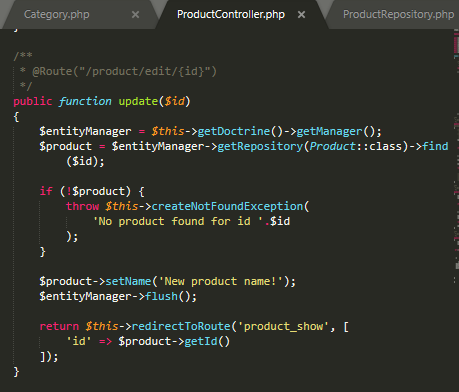 Category.php × ProductController.php × ProductRepository.php
}
/**
 * @Route("/product/edit/{id}")
 */
public function update($id)
{
    $entityManager = $this->getDoctrine()->getManager();
    $product = $entityManager->getRepository(Product::class)->find
        ($id);
    if (!$product) {
        throw $this->createNotFoundException(
            'No product found for id '.$id
        );
    }
    $product->setName('New product name!');
    $entityManager->flush();
    return $this->redirectToRoute('product_show', [
        'id' => $product->getId()
    ]);
}